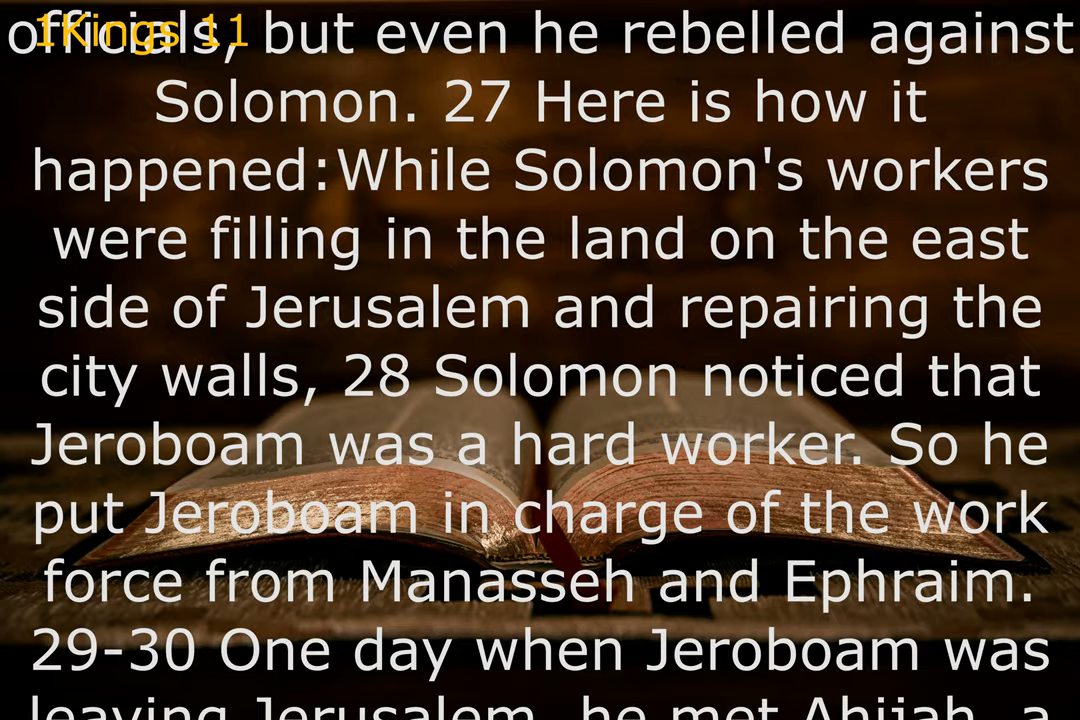 1Kings 11
officials, but even he rebelled against
Solomon. 27 Here is how it
happened:While Solomon's workers
were filling in the land on the east
side of Jerusalem and repairing the
city walls, 28 Solomon noticed that
Jeroboam was a hard worker. So he
put Jeroboam in charge of the work
force from Manasseh and Ephraim.
29-30 One day when Jeroboam was
leaving Jerusalem, he met Ahijah, a